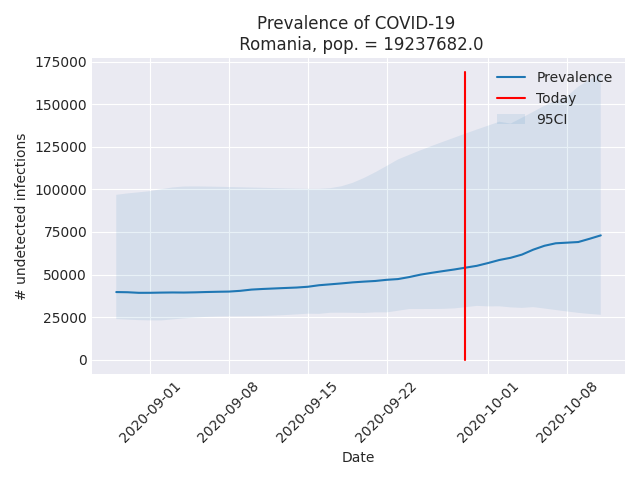 Prevalence of COVID-19
Romania, pop. = 19237682.0
175000
150000
125000
100000
75000
50000
25000
0
# undetected infections
Prevalence
Today
95CI
2020-09-01
2020-09-08
2020-09-15
2020-09-22
2020-10-01
2020-10-08
Date